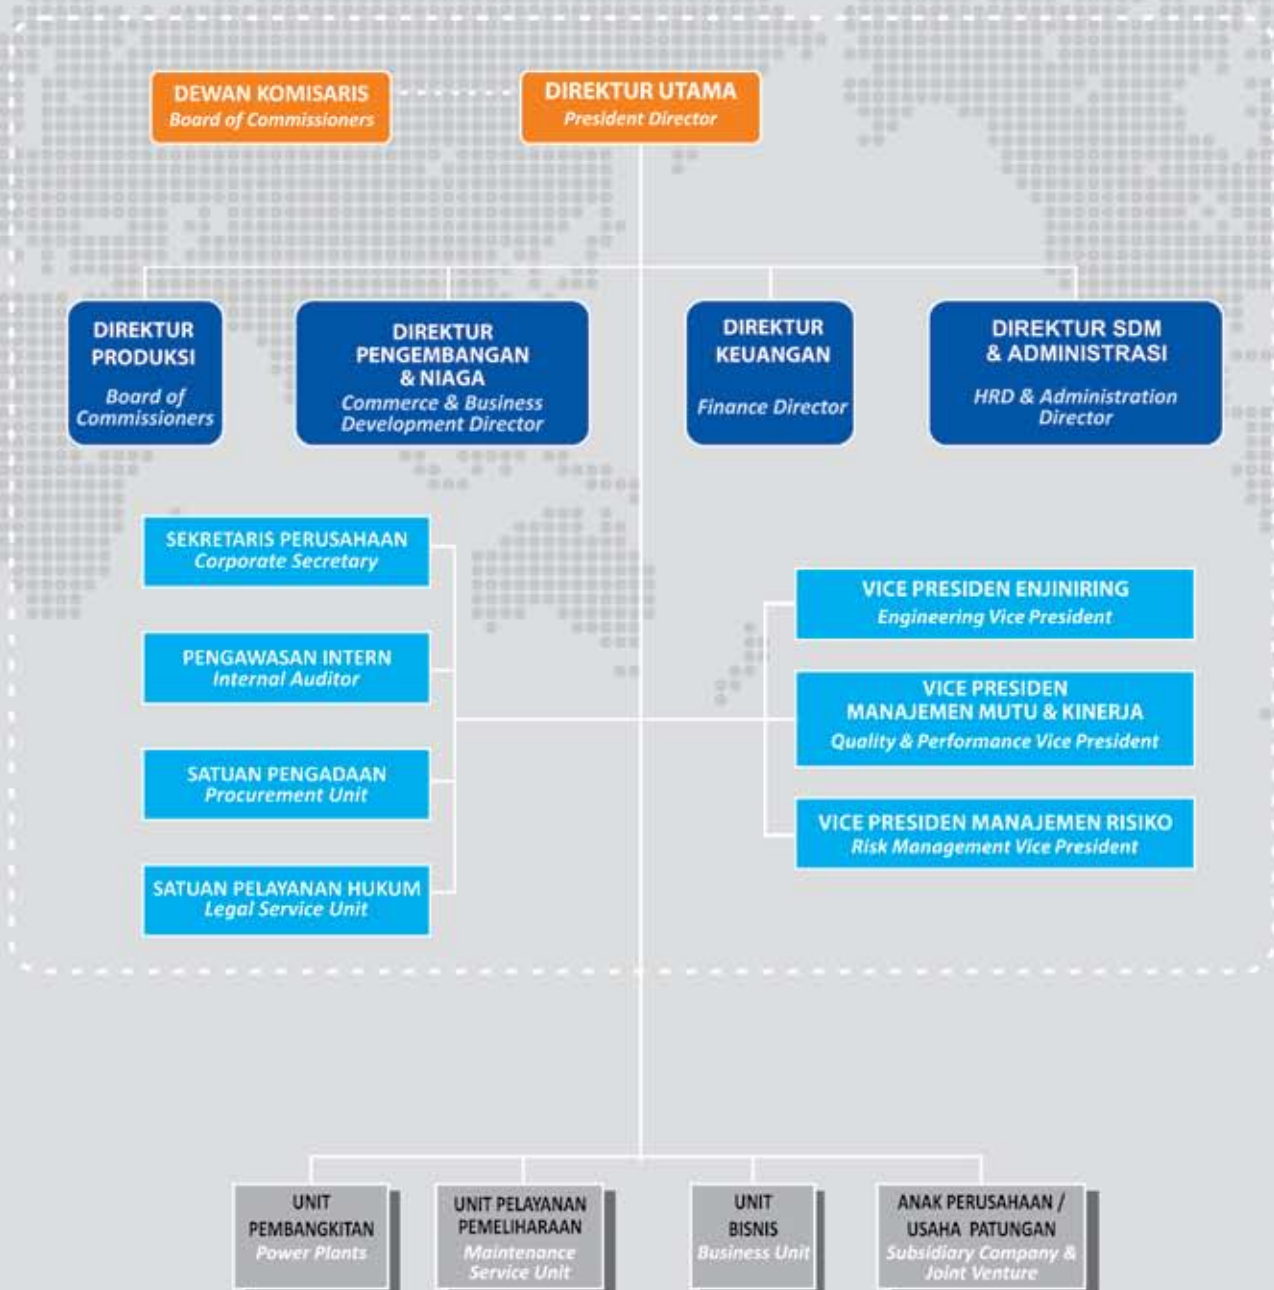 DEWAN KOMISARIS
Board of Commissioners
DIREKTUR UTAMA
President Director
DIREKTUR
PRODUKSI
Board of
Commissioners
DIREKTUR
PENGEMBANGAN
& NIAGA
Commerce & Business
Development Director
DIREKTUR
KEUANGAN
Finance Director
DIREKTUR SDM
& ADMINISTRASI
HRD & Administration
Director
SEKRETARIS PERUSAHAAN
Corporate Secretary
PENGAWASAN INTERN
Internal Auditor
SATUAN PENGADAAN
Procurement Unit
SATUAN PELAYANAN HUKUM
Legal Service Unit
VICE PRESIDEN ENJINIRING
Engineering Vice President
VICE PRESIDEN
MANAJEMEN MUTU & KINERJA
Quality & Performance Vice President
VICE PRESIDEN MANAJEMEN RISIKO
Risk Management Vice President
UNIT
PEMBANGKITAN
Power Plants
UNIT PELAYANAN
PEMELIHARAAN
Maintenance
Service Unit
UNIT
BISNIS
Business Unit
ANAK PERUSAHAAN /
USAHA PATUNGAN
Subsidiary Company &
Joint Venture